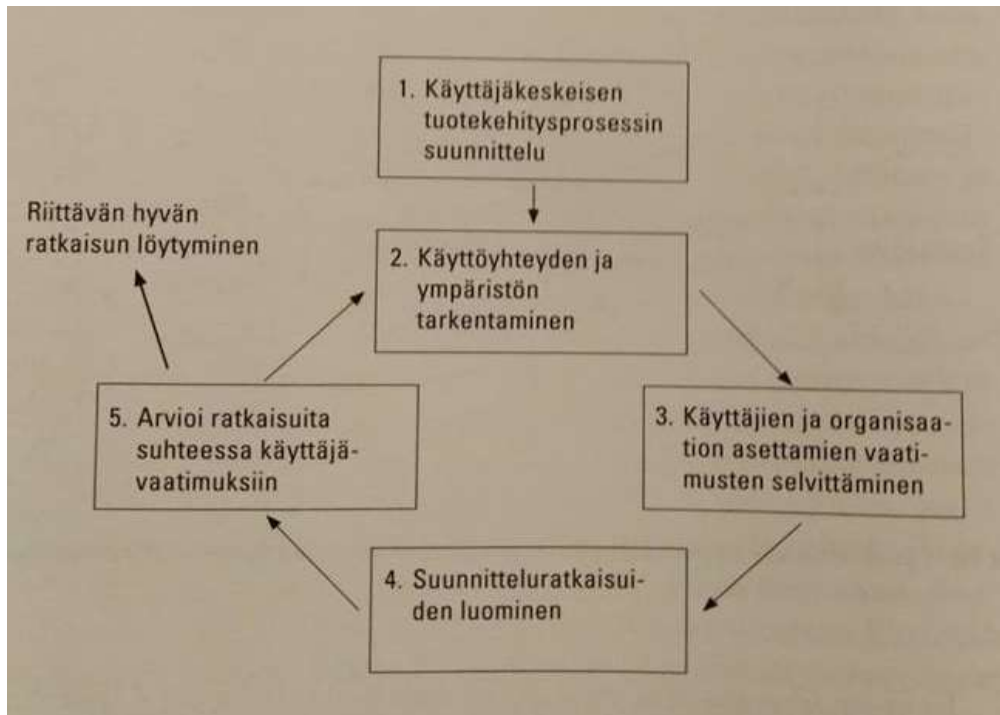 1. Käyttäjäkeskeisen
tuotekehitysprosessin
suunnittelu
Riittävän hyvän
ratkaisun löytyminen
2. Käyttöyhteyden ja
ympäristön
tarkentaminen
3. Käyttäjien ja organisaa-
tion asettamien vaati-
musten selvittäminen
4. Suunnitteluratkaisui-
den luominen
5. Arvioi ratkaisuita
suhteessa käyttäjä-
vaatimuksiin